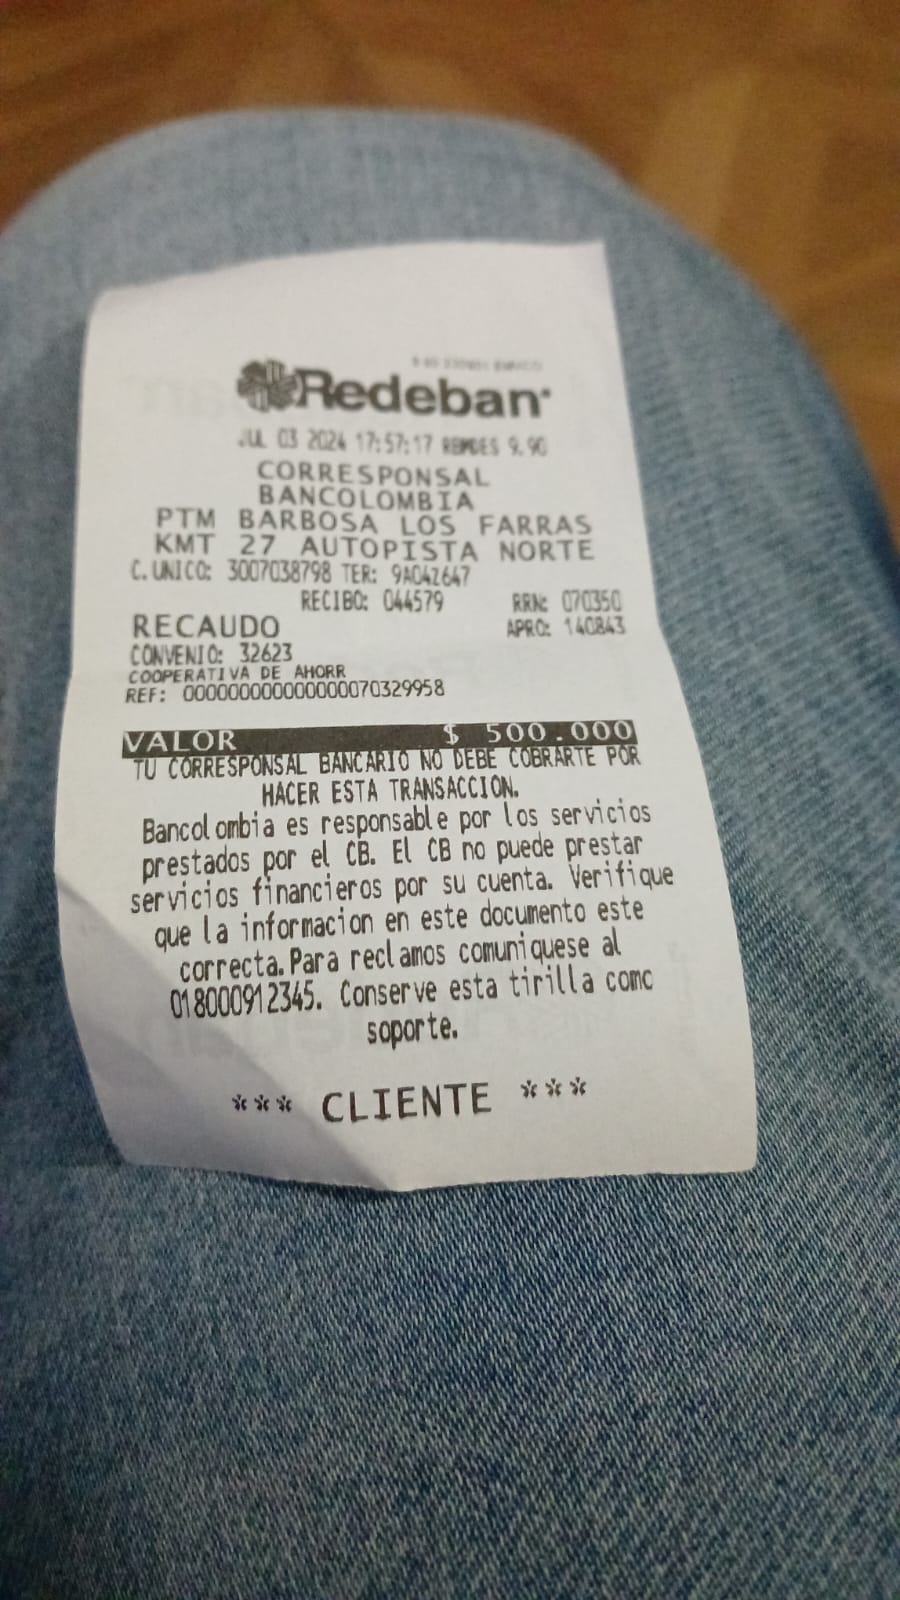 Redeban
JUL 03 2024 17:57:17 9.90
CORRESPONSAL
BANCOLOMBIA
PTM BARBOSA LOS FARRAS
KMT 27 AUTOPISTA NORTE
C.UNICO: 3007038798 TER: 9A042647
RECIBO: 044579 RRN: 070350
RECAUDO APRO: 140843
CONVENIO: 32623
COOPERATIVA DE AHORR
REF: 000000000000000070329958
VALOR $ 500.000
TU CORRESPONSAL BANCARIO NO DEBE COBRARTE POR
HACER ESTA TRANSACCION.
Bancolombia es responsable por los servicios
prestados por el CB. El CB no puede prestar
servicios financieros por su cuenta. Verifique
que la informacion en este documento este
correcta.Para reclamos comuniquese al
018000912345. Conserve esta tirilla como
soporte.
*** CLIENTE ***